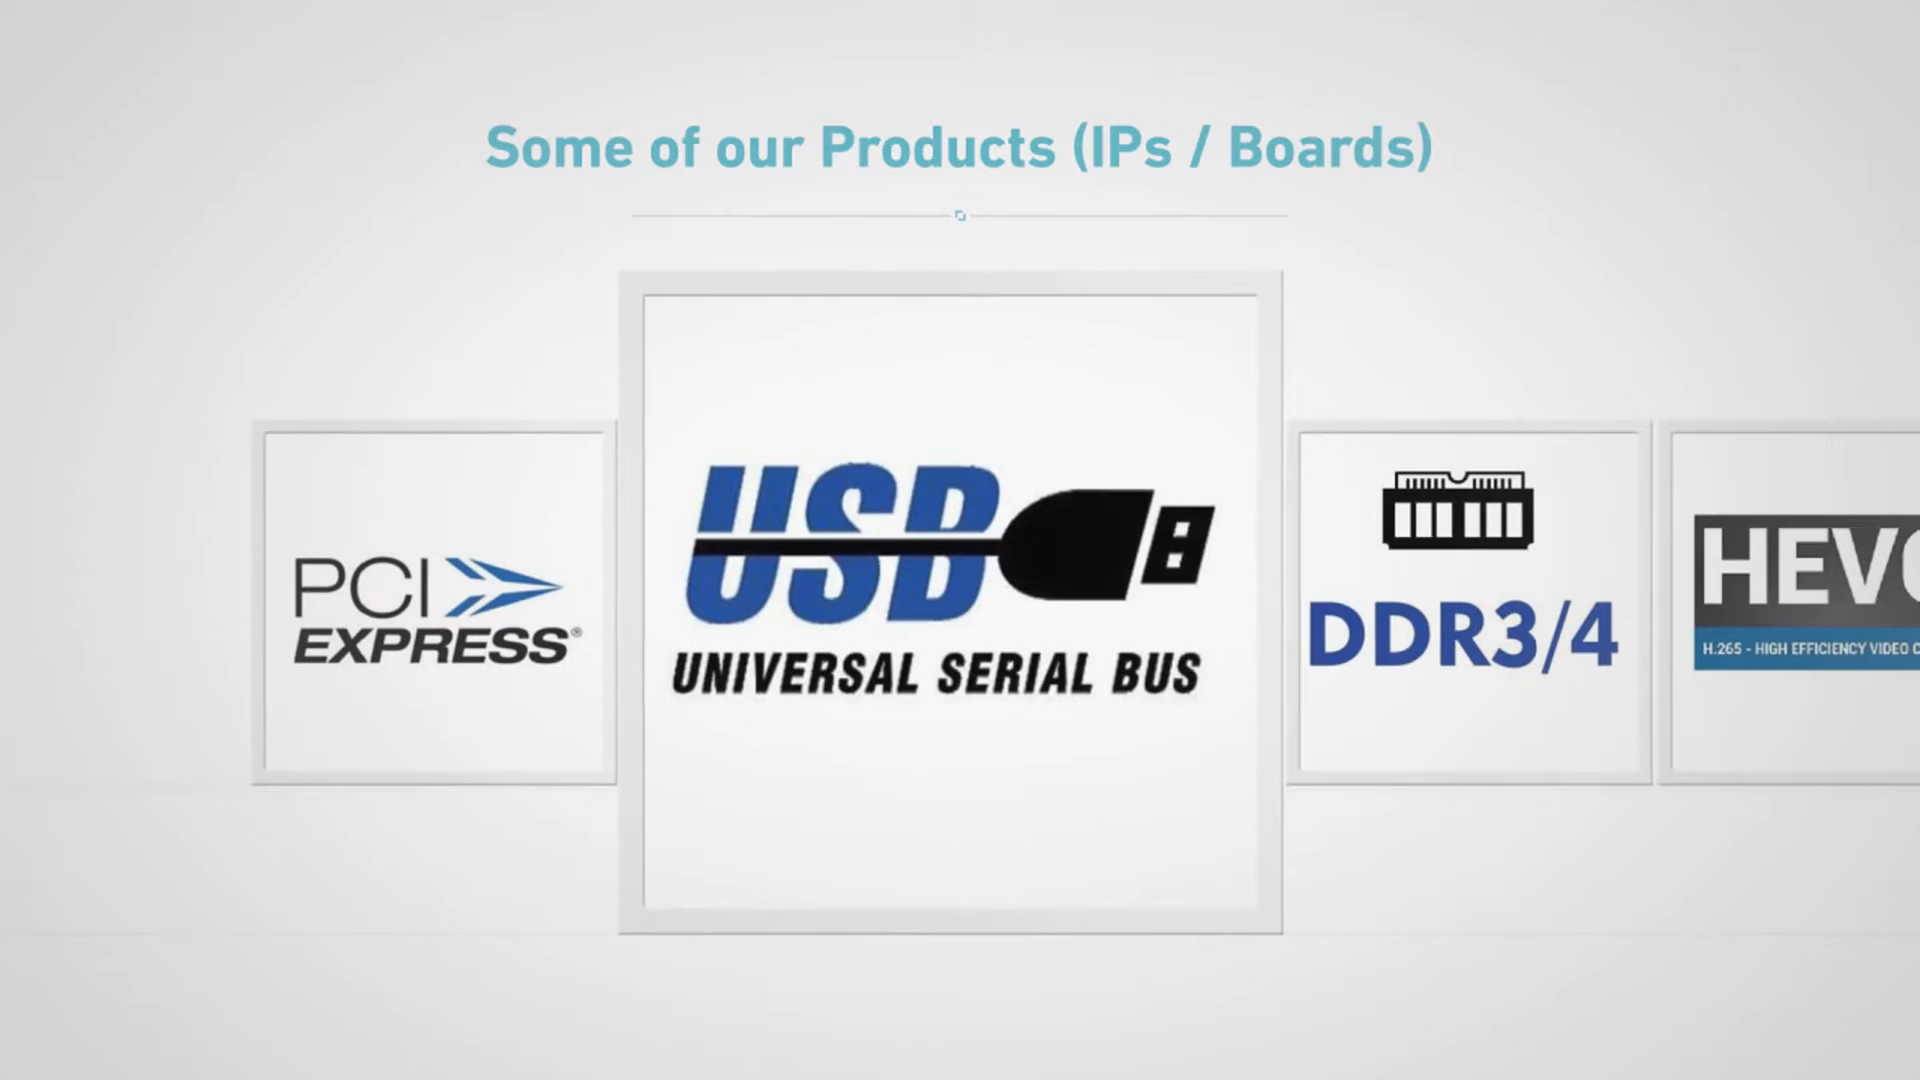 Some of our Products (IPs / Boards)
PCI
EXPRESS®
USB
UNIVERSAL SERIAL BUS
DDR3/4
HEV
H.265 - HIGH EFFICIENCY VIDEO